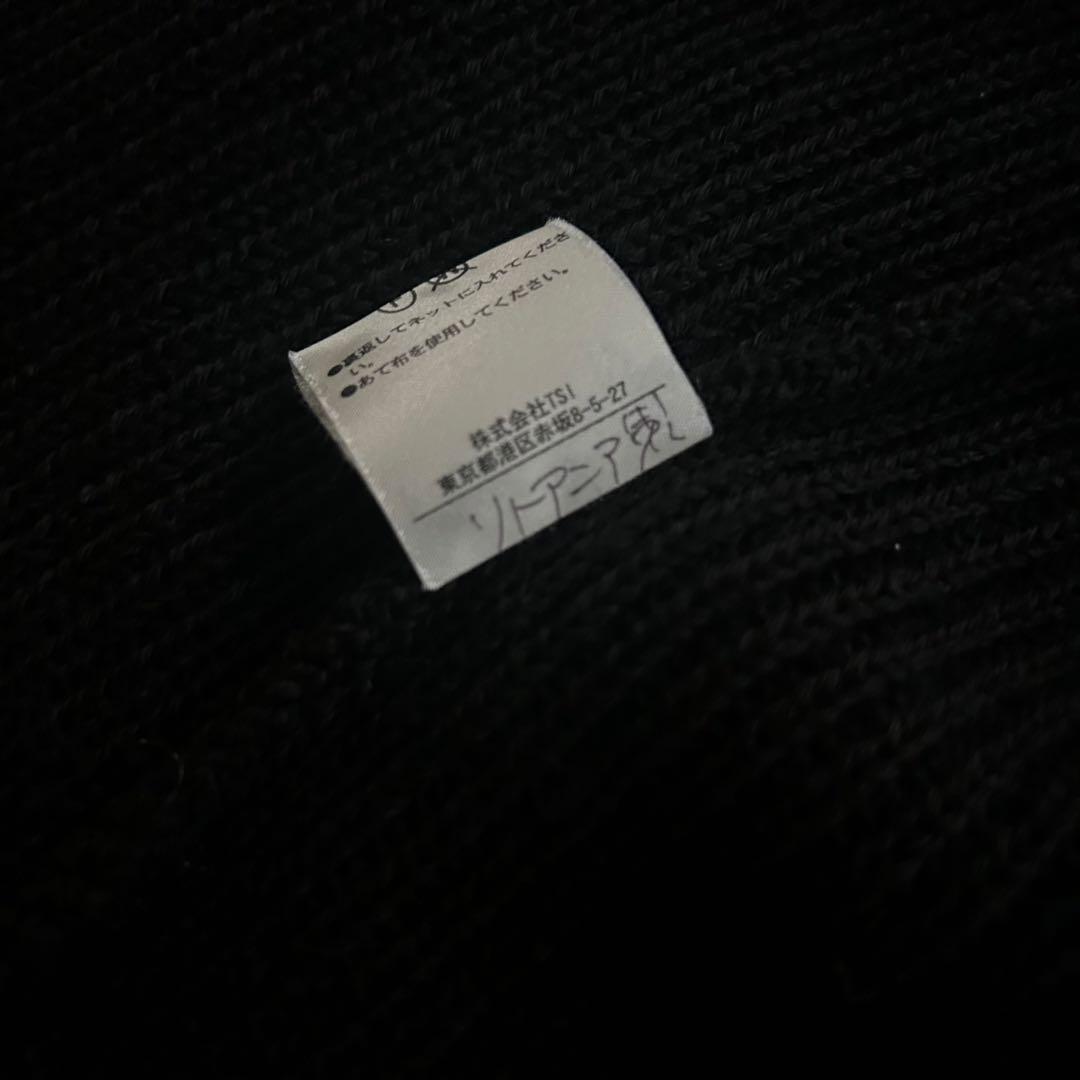 ●裏返してネットに入れてくださ
い。
●あて布を使用してください。
株式会社TSI
東京都港区赤坂8-5-27
リトアニア製